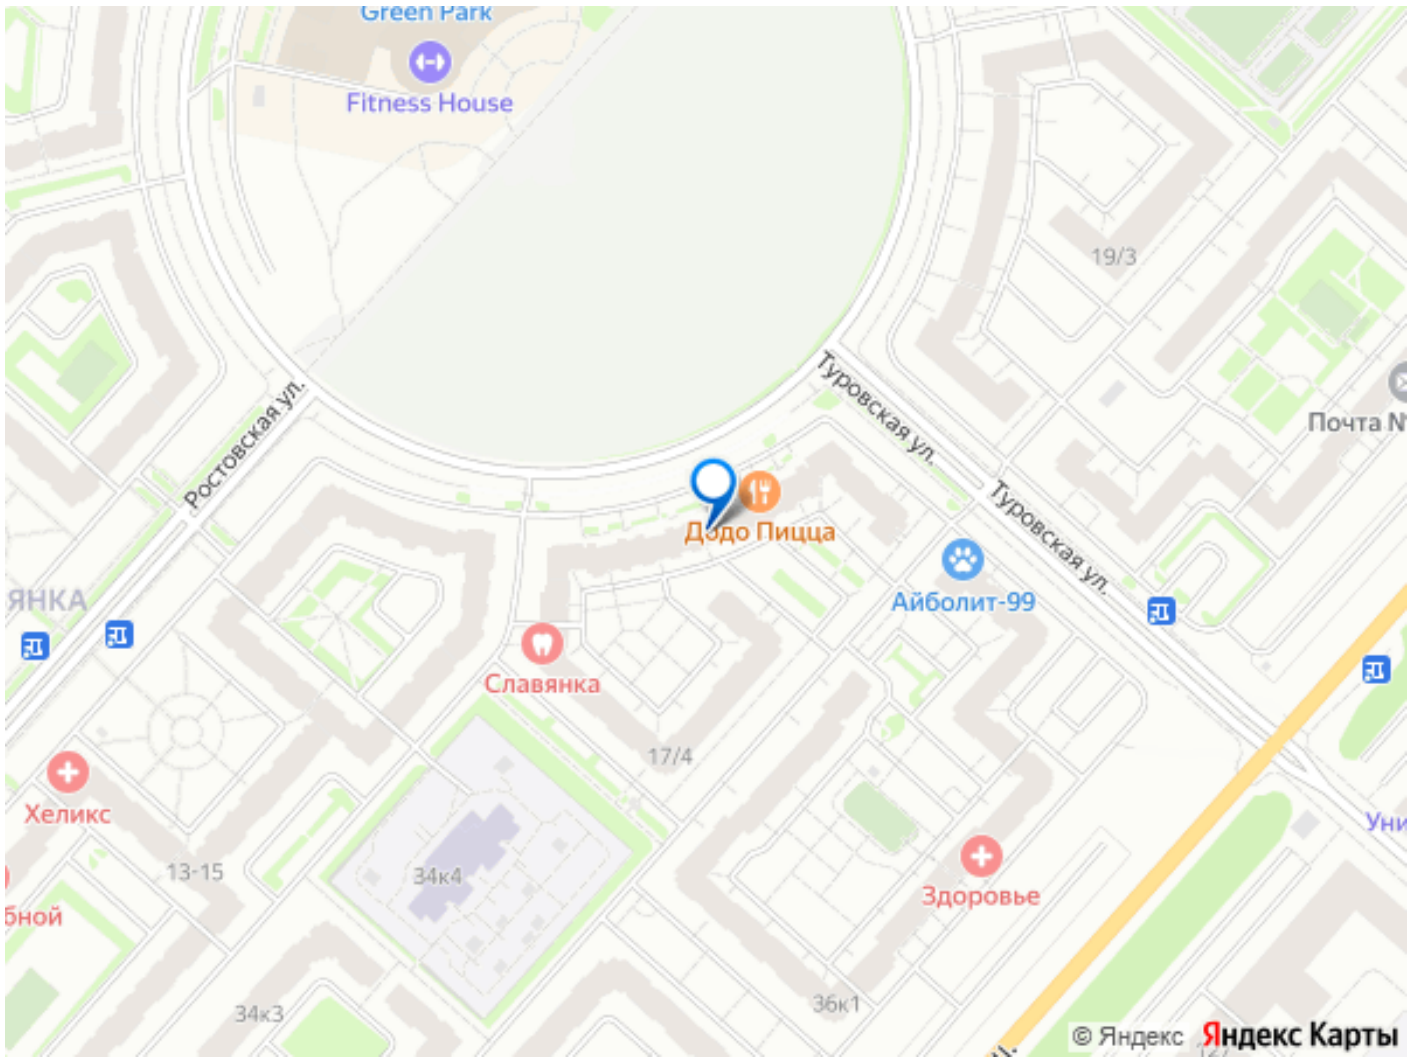 Green Park
Fitness House
19/3
Туровская ул.
Ростовская ул.
Почта №
Туровская ул.
Додо Пицца
Айболит-99
ЯНКА
Славянка
17/4
Хеликс
Уни
13-15
34к4
Здоровье
бной
34к3
36к1
© Яндекс Яндекс Карты